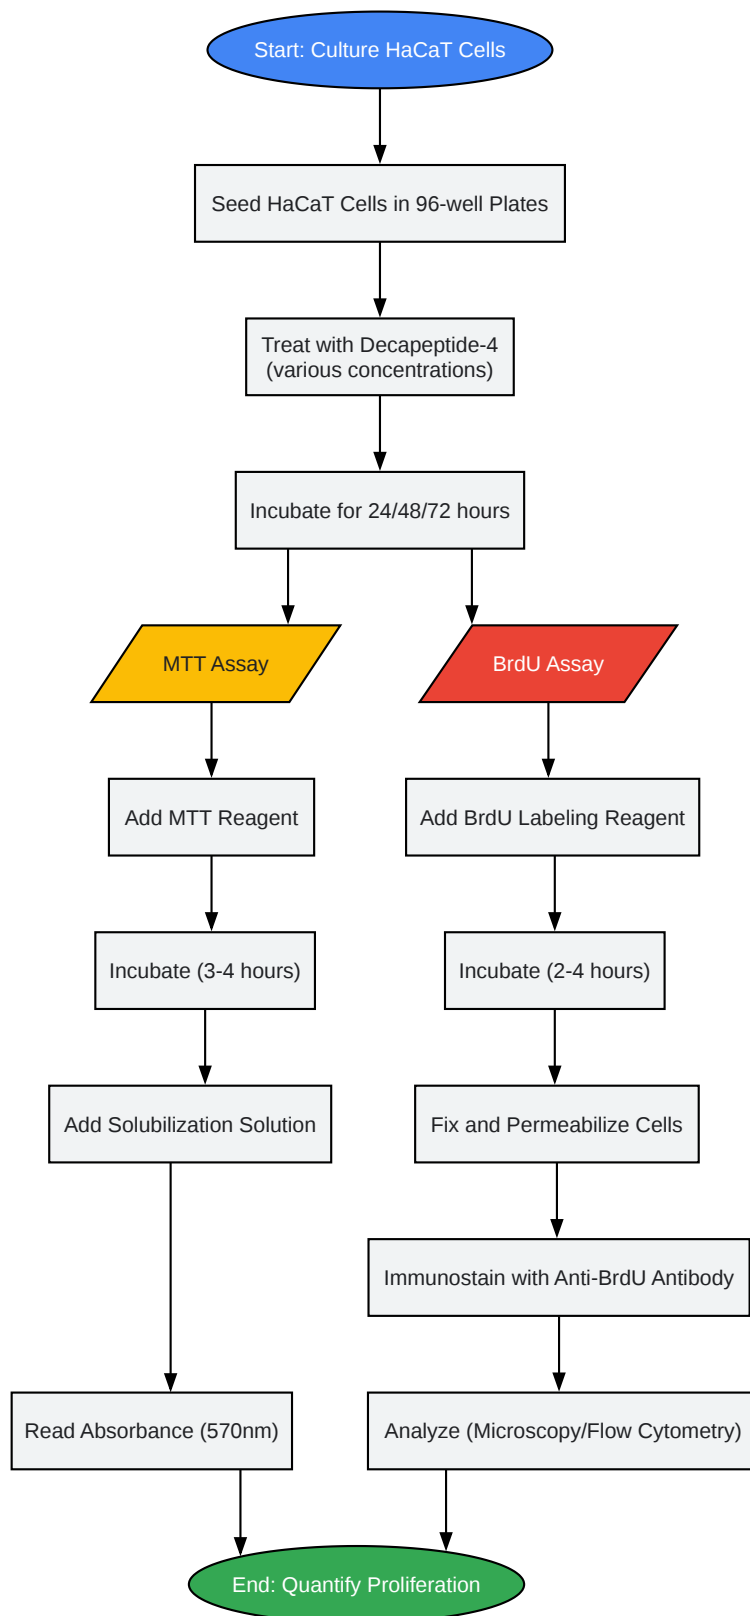 Start: Culture HaCaT Cells
Seed HaCaT Cells in 96-well Plates
Treat with Decapeptide-4
(various concentrations)
Incubate for 24/48/72 hours
MTT Assay
BrdU Assay
Add MTT Reagent
Add BrdU Labeling Reagent
Incubate (3-4 hours)
Incubate (2-4 hours)
Add Solubilization Solution
Fix and Permeabilize Cells
Immunostain with Anti-BrdU Antibody
Read Absorbance (570nm)
Analyze (Microscopy/Flow Cytometry)
End: Quantify Proliferation